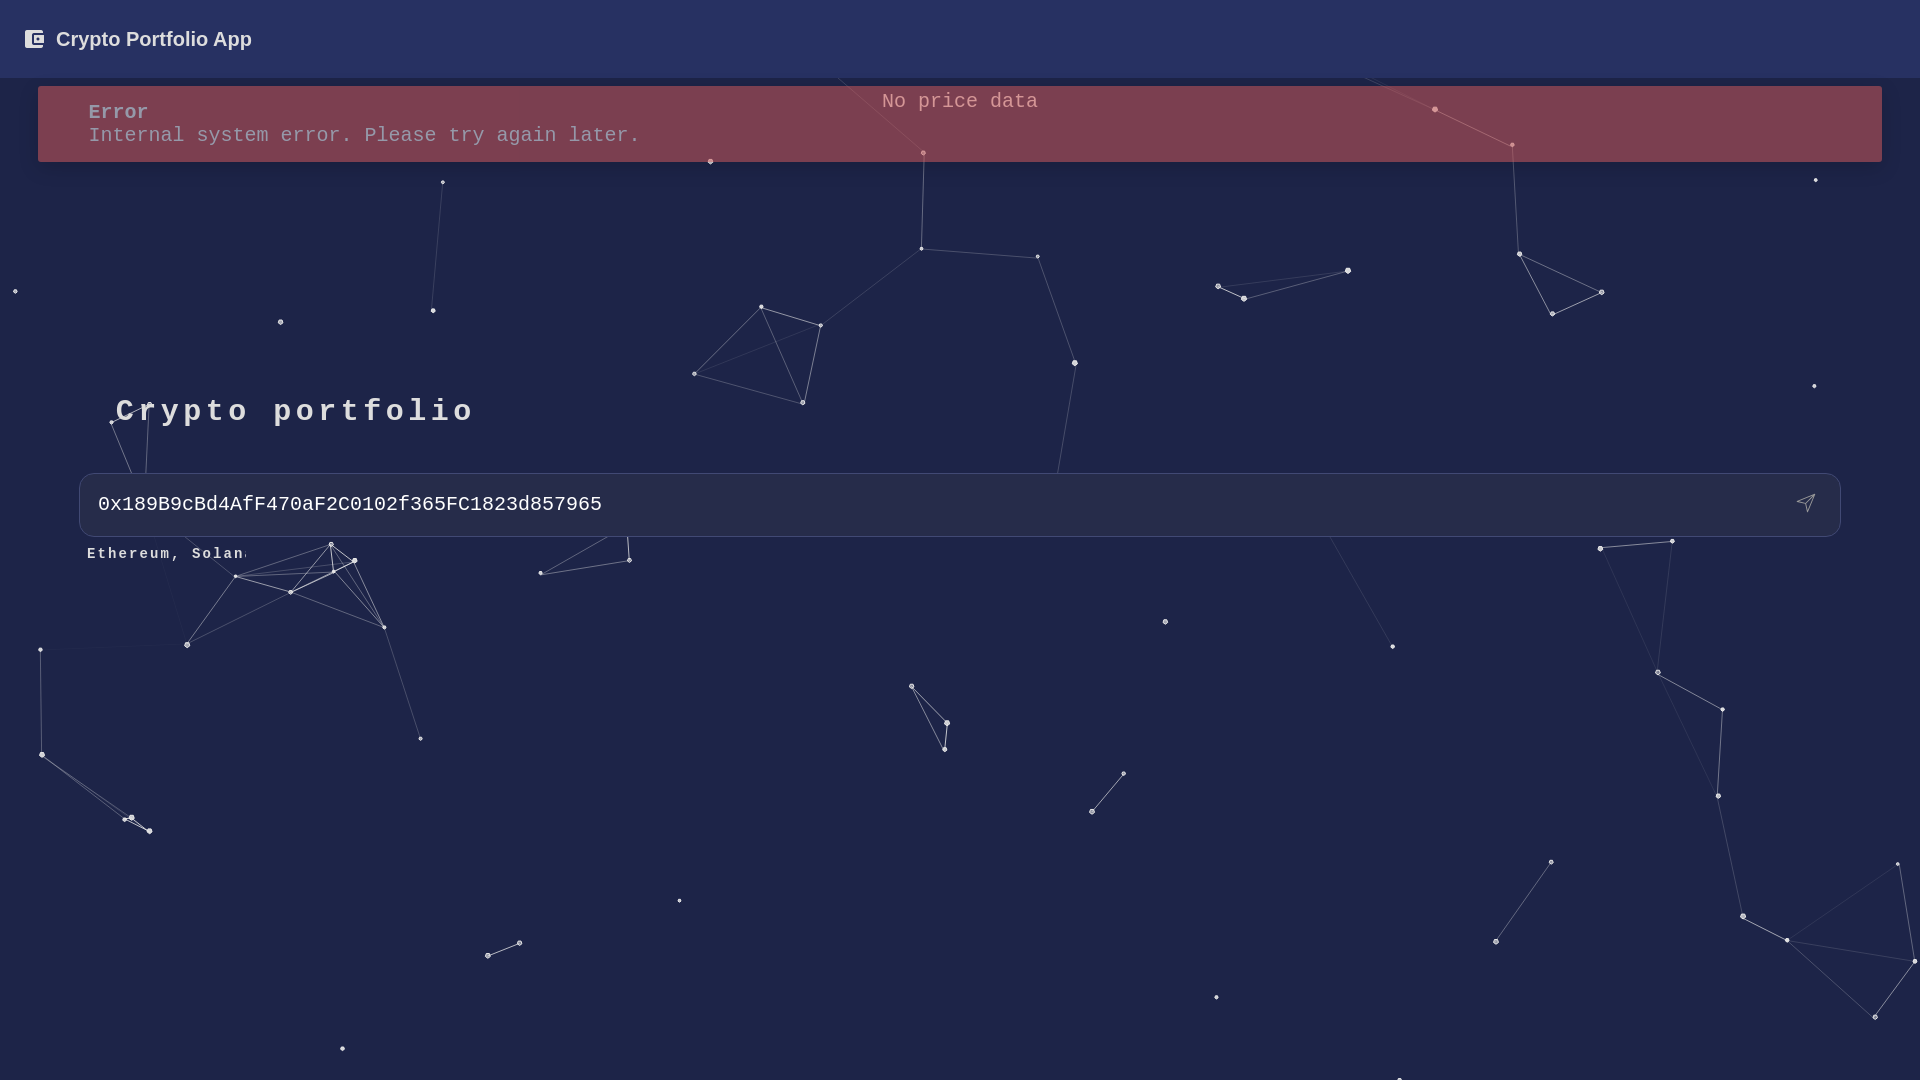 Crypto Portfolio App
No price data
Error
Internal system error. Please try again later.
Crypto portfolio
0x189B9cBd4AfF470aF2C0102f365FC1823d857965
Ethereum, Solan